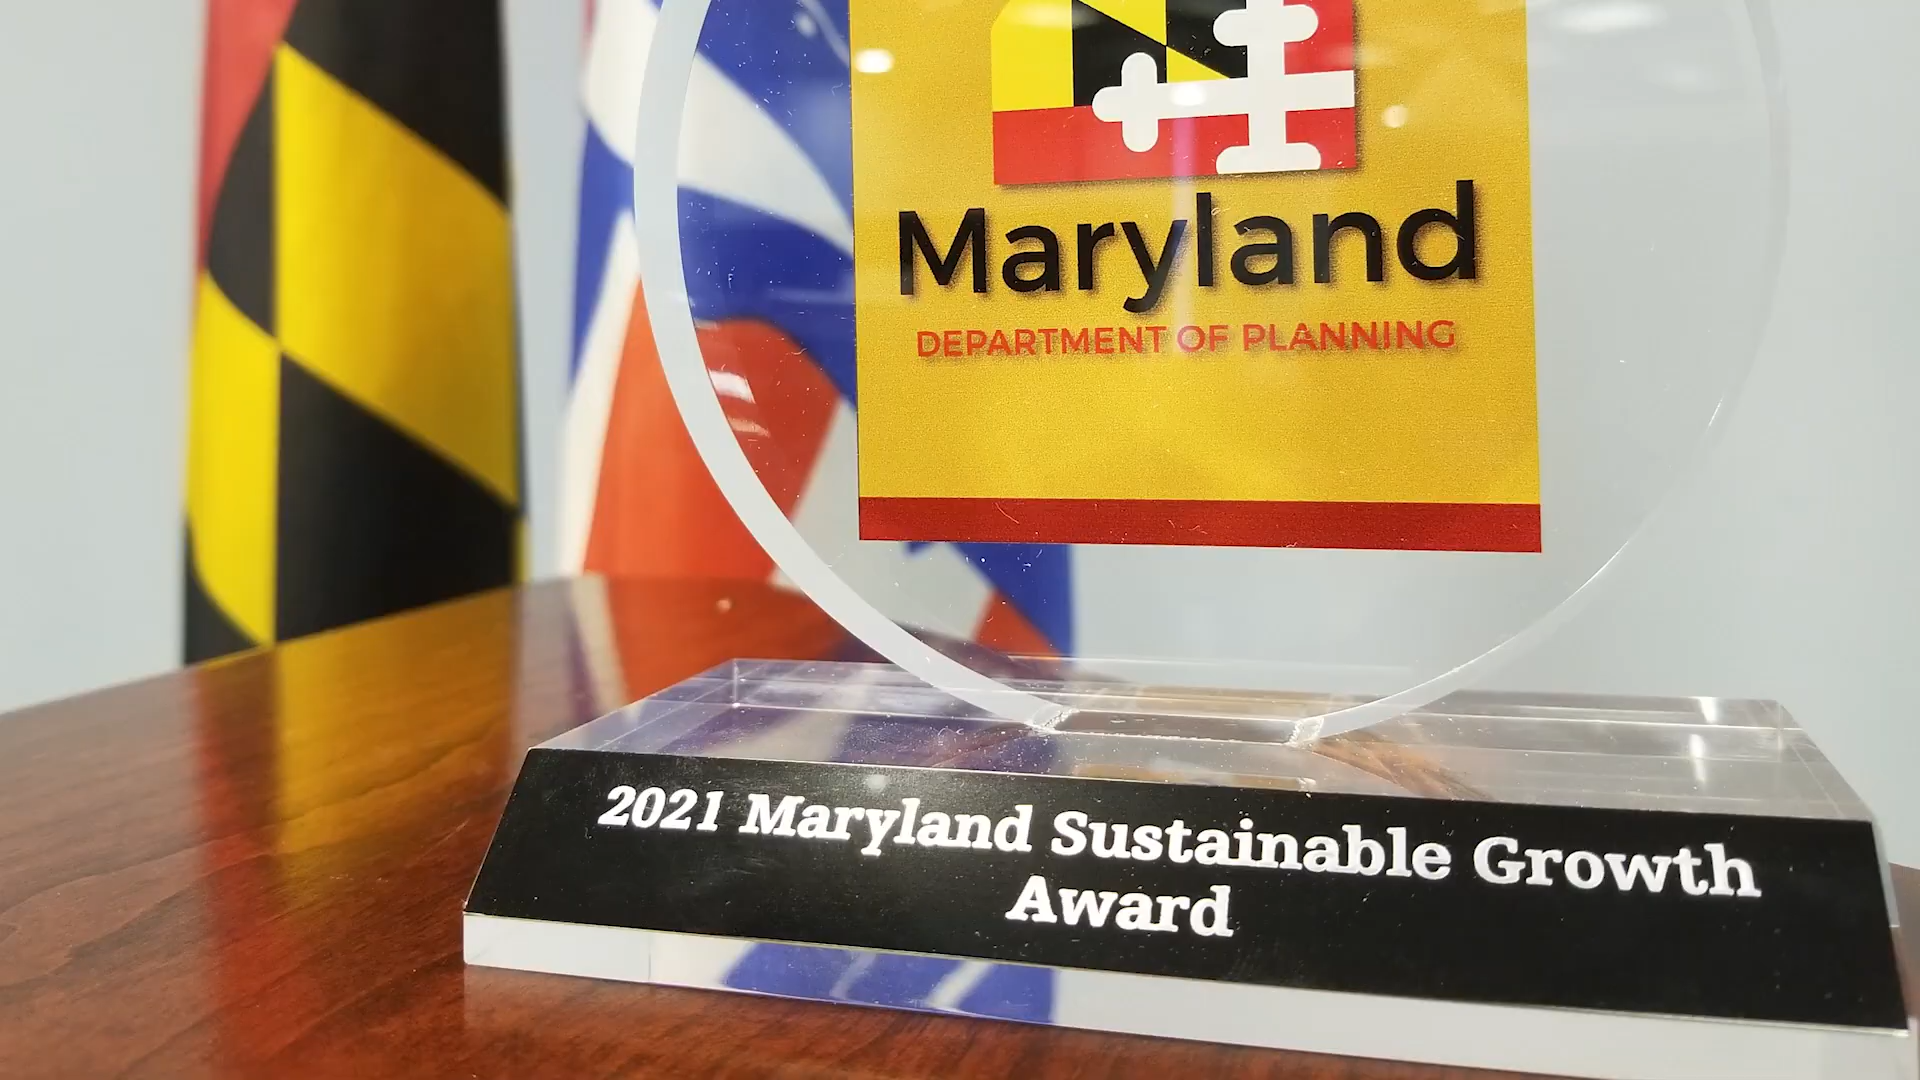 Maryland
DEPARTMENT OF PLANNING
2021 Maryland Sustainable Growth
Award